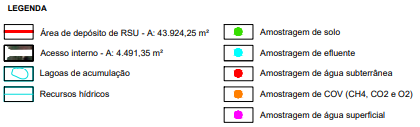 LEGENDA
Área de depósito de RSU - A: 43.924,25 m²
Acesso interno - A: 4.491,35 m²
Lagoas de acumulação
Recursos hídricos
Amostragem de solo
Amostragem de efluente
Amostragem de água subterrânea
Amostragem de COV (CH4, CO2 e O2)
Amostragem de água superficial